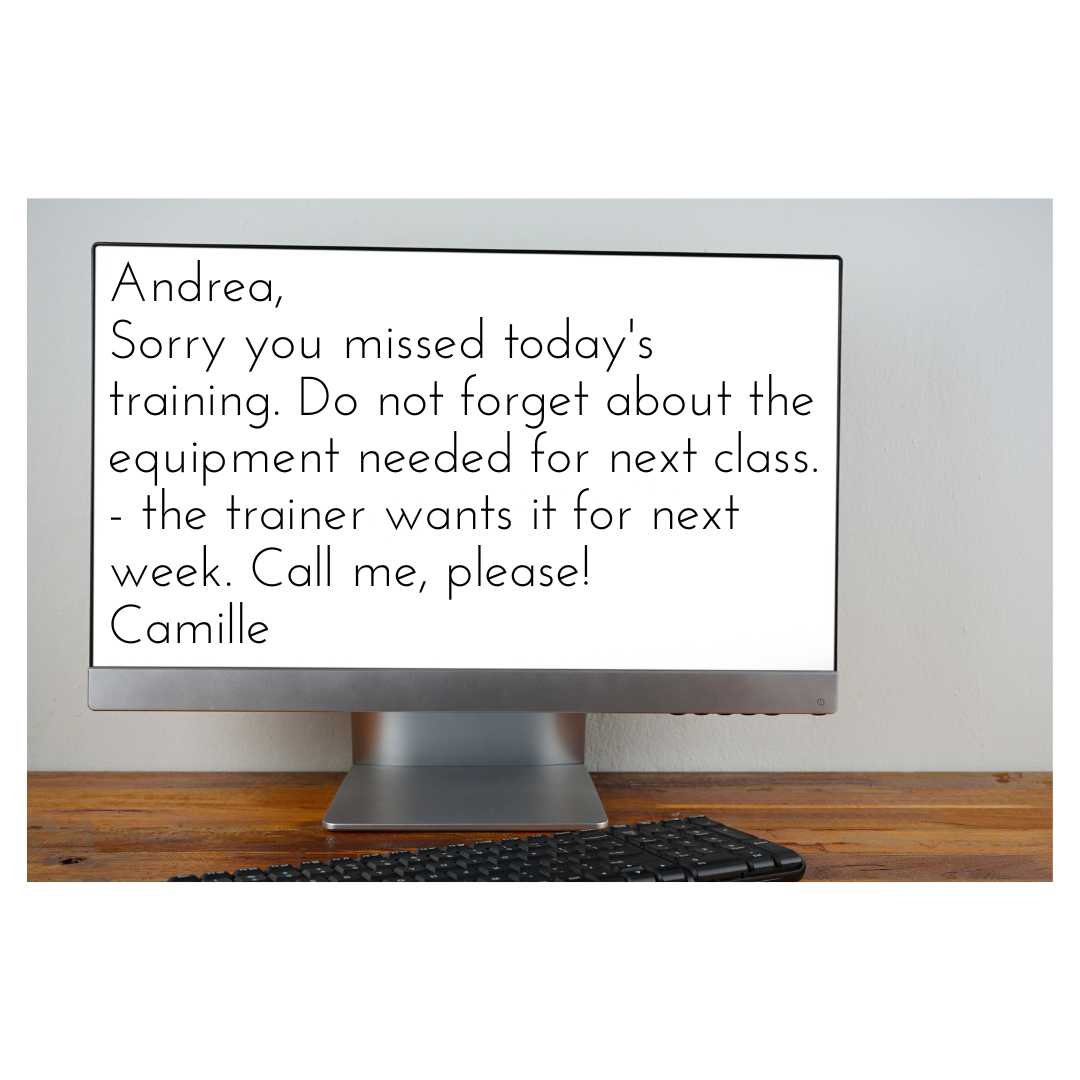 Andrea,
Sorry you missed today's
training. Do not forget about the
equipment needed for next class.
- the trainer wants it for next
week. Call me, please!
Camille